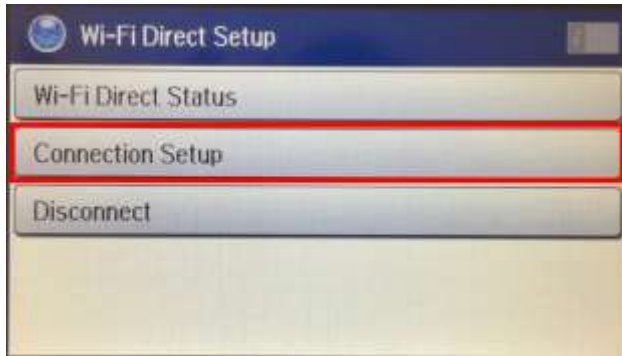 Wi-Fi Direct Setup
Wi-Fi Direct Status
Connection Setup
Disconnect